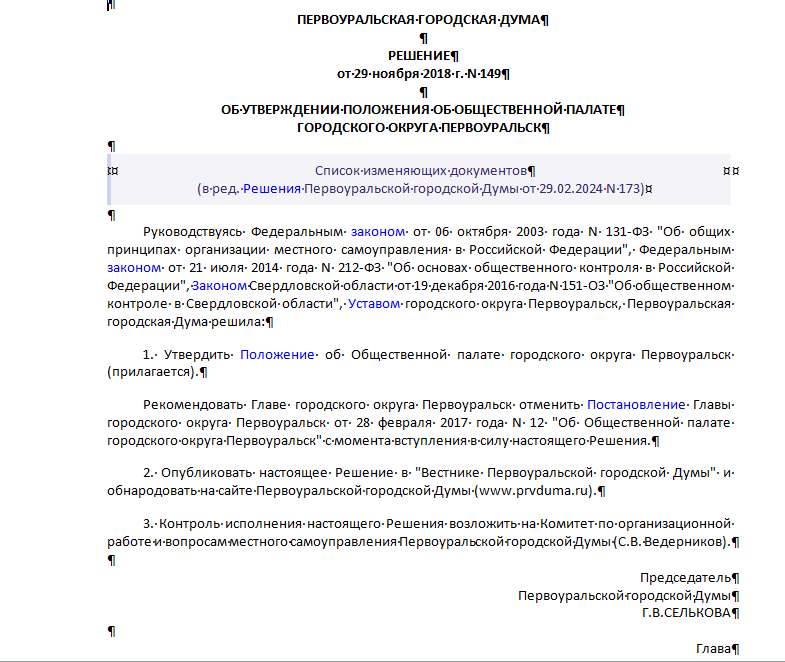 ПЕРВОУРАЛЬСКАЯ ГОРОДСКАЯ ДУМА
РЕШЕНИЕ
от 29 ноября 2018 г. N 149
ОБ УТВЕРЖДЕНИИ ПОЛОЖЕНИЯ ОБ ОБЩЕСТВЕННОЙ ПАЛАТЕ
ГОРОДСКОГО ОКРУГА ПЕРВОУРАЛЬСК
Список изменяющих документов
(в ред. Решения Первоуральской городской Думы от 29.02.2024 N 173)
Руководствуясь Федеральным законом от 06 октября 2003 года N 131-ФЗ "Об общих
принципах организации местного самоуправления в Российской Федерации", Федеральным
законом от 21 июля 2014 года N 212-ФЗ "Об основах общественного контроля в Российской
Федерации", Законом Свердловской области от 19 декабря 2016 года N 151-ОЗ "Об общественном
контроле в Свердловской области", Уставом городского округа Первоуральск, Первоуральская
городская Дума решила:
1. Утвердить Положение об Общественной палате городского округа Первоуральск
(прилагается).
Рекомендовать Главе городского округа Первоуральск отменить Постановление Главы
городского округа Первоуральск от 28 февраля 2017 года N 12 "Об Общественной палате
городского округа Первоуральск" с момента вступления в силу настоящего Решения.
2. Опубликовать настоящее Решение в "Вестнике Первоуральской городской Думы" и
обнародовать на сайте Первоуральской городской Думы (www.prvduma.ru).
3. Контроль исполнения настоящего Решения возложить на Комитет по организационной
работе и вопросам местного самоуправления Первоуральской городской Думы (С.В. Ведерников).
Председатель
Первоуральской городской Думы
Г.В.СЕЛЬКОВА
Глава